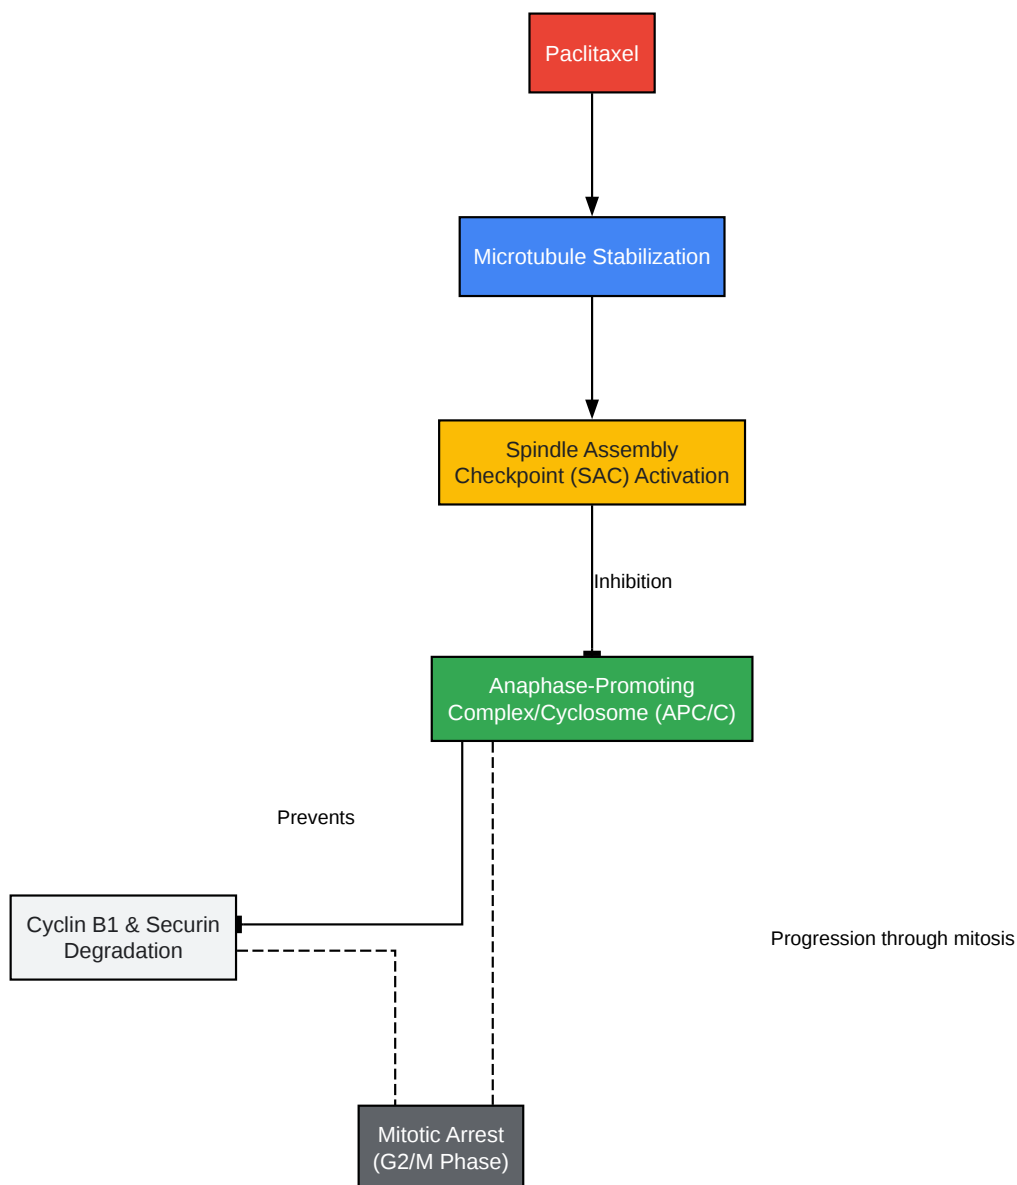 Paclitaxel
Microtubule Stabilization
Spindle Assembly
Checkpoint (SAC) Activation
Inhibition
Anaphase-Promoting
Complex/Cyclosome (APC/C)
Prevents
Cyclin B1 & Securin
Degradation
Progression through mitosis
Mitotic Arrest
(G2/M Phase)